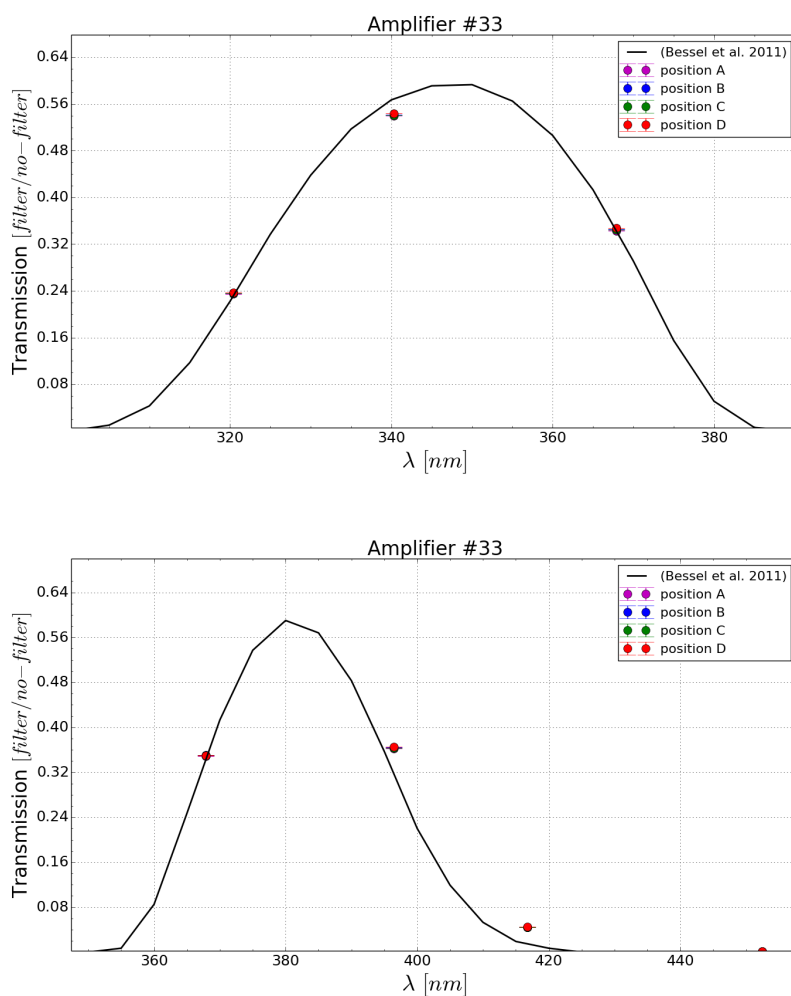 Amplifier #33
(Bessel et al. 2011)
position A
position B
position C
position D
Transmission [filter/no−filter]
0.64
0.56
0.48
0.40
0.32
0.24
0.16
0.08
320 340 360 380
λ [nm]
Amplifier #33
(Bessel et al. 2011)
position A
position B
position C
position D
Transmission [filter/no−filter]
0.64
0.56
0.48
0.40
0.32
0.24
0.16
0.08
360 380 400 420 440
λ [nm]